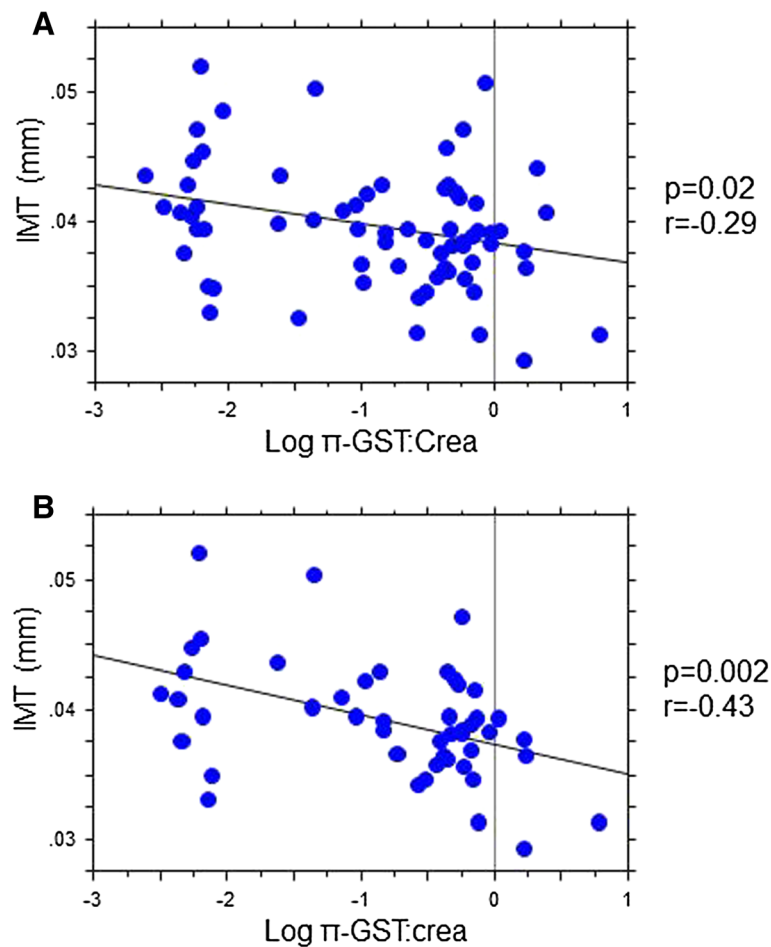 A
IMT (mm)
.05
.04
.03
-3 -2 -1 0 1
Log π-GST:Crea
p=0.02
r=-0.29
B
IMT (mm)
.05
.04
.03
-3 -2 -1 0 1
Log π-GST:crea
p=0.002
r=-0.43